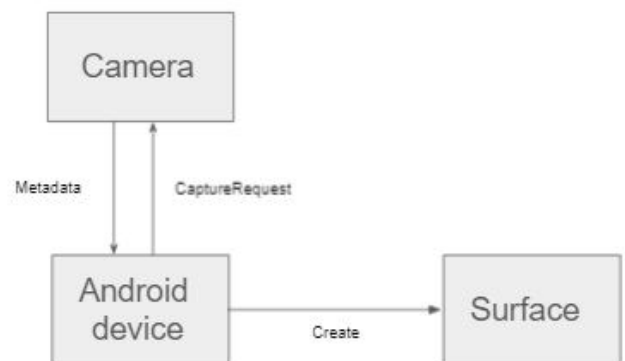 Camera
Metadata
CaptureRequest
Android
device
Create
Surface